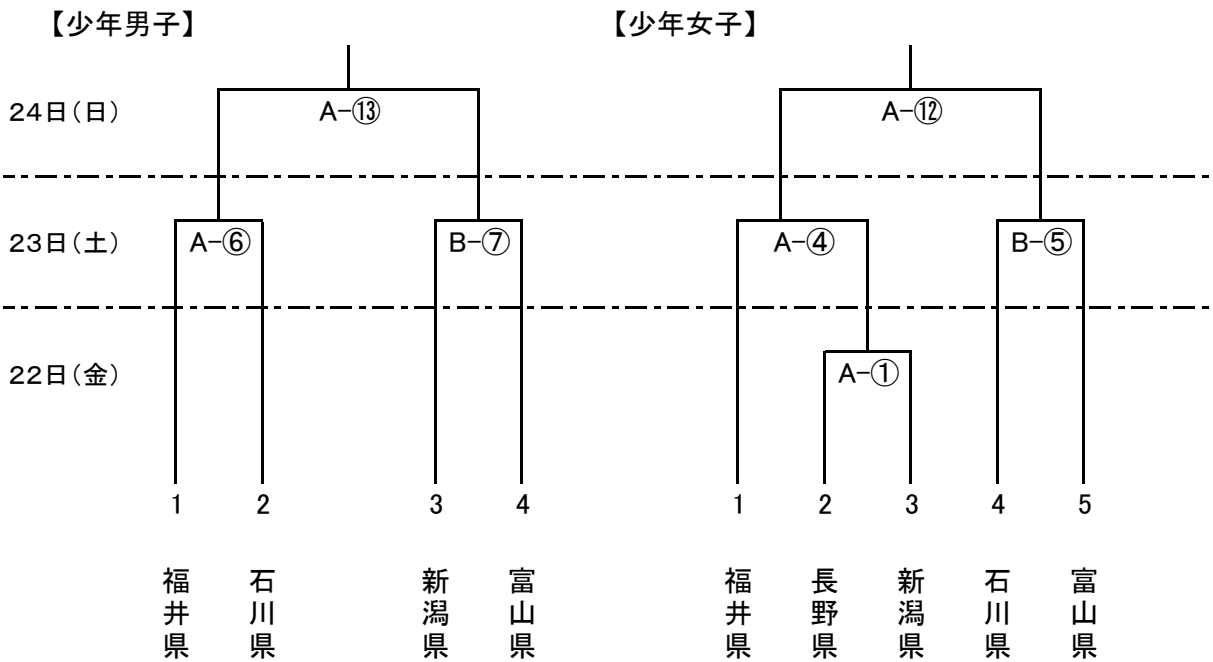 【少年男子】 【少年女子】
24日(日) A-⑬ A-⑫
23日(土) A-⑥ B-⑦ A-④ B-⑤
22日(金) A-①
1 2 3 4 1 2 3 4 5
福井県 石川県 新潟県 富山県 福井県 長野県 新潟県 石川県 富山県